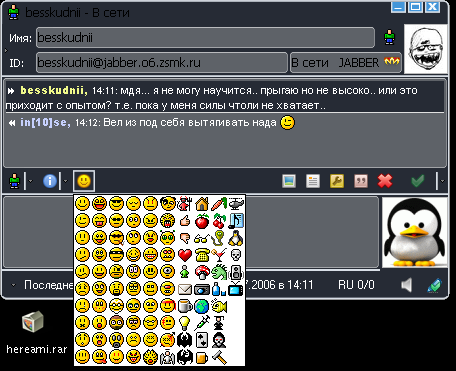 besskudnii - В сети
Имя: besskudnii
ID: besskudnii@jabber.o6.zsmk.ru В сети JABBER
besskudnii, 14:11: мдя... я не могу научится.. прыгаю но не высоко.. или это
приходит с опытом? т.е. пока у меня силы чтоли не хватает..
in[10]se, 14:12: Вел из под себя вытягивать нада
Последне 7.2006 в 14:11 RU 0/0
hereami.rar